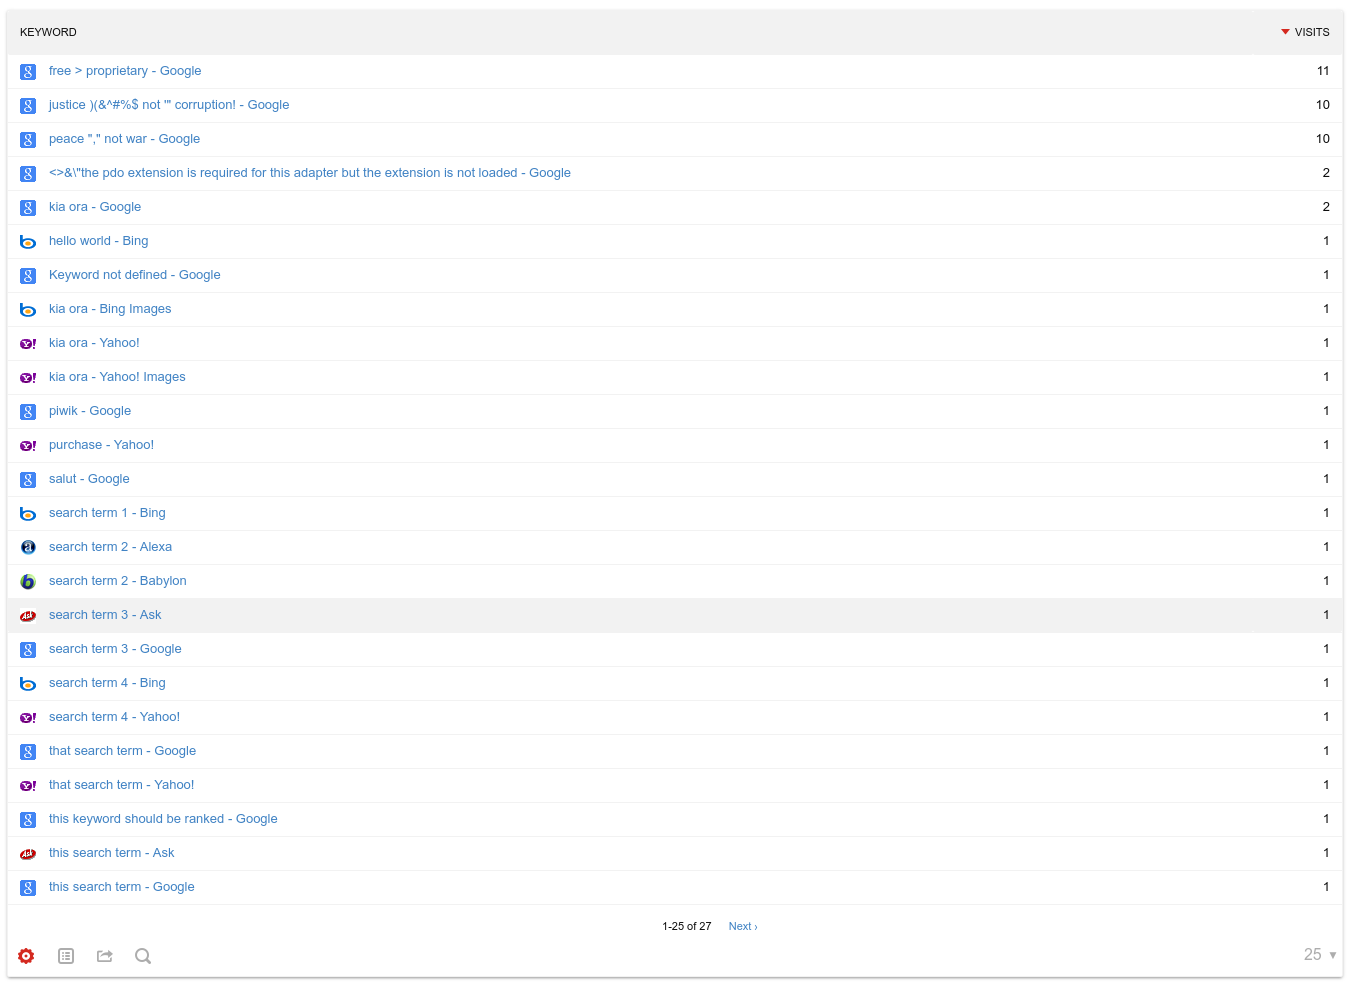 KEYWORD VISITS
free > proprietary - Google 11
justice )(&^#%$ not '" corruption! - Google 10
peace "," not war - Google 10
<>&\"the pdo extension is required for this adapter but the extension is not loaded - Google 2
kia ora - Google 2
hello world - Bing 1
Keyword not defined - Google 1
kia ora - Bing Images 1
kia ora - Yahoo! 1
kia ora - Yahoo! Images 1
piwik - Google 1
purchase - Yahoo! 1
salut - Google 1
search term 1 - Bing 1
search term 2 - Alexa 1
search term 2 - Babylon 1
search term 3 - Ask 1
search term 3 - Google 1
search term 4 - Bing 1
search term 4 - Yahoo! 1
that search term - Google 1
that search term - Yahoo! 1
this keyword should be ranked - Google 1
this search term - Ask 1
this search term - Google 1
1-25 of 27 Next ›
25